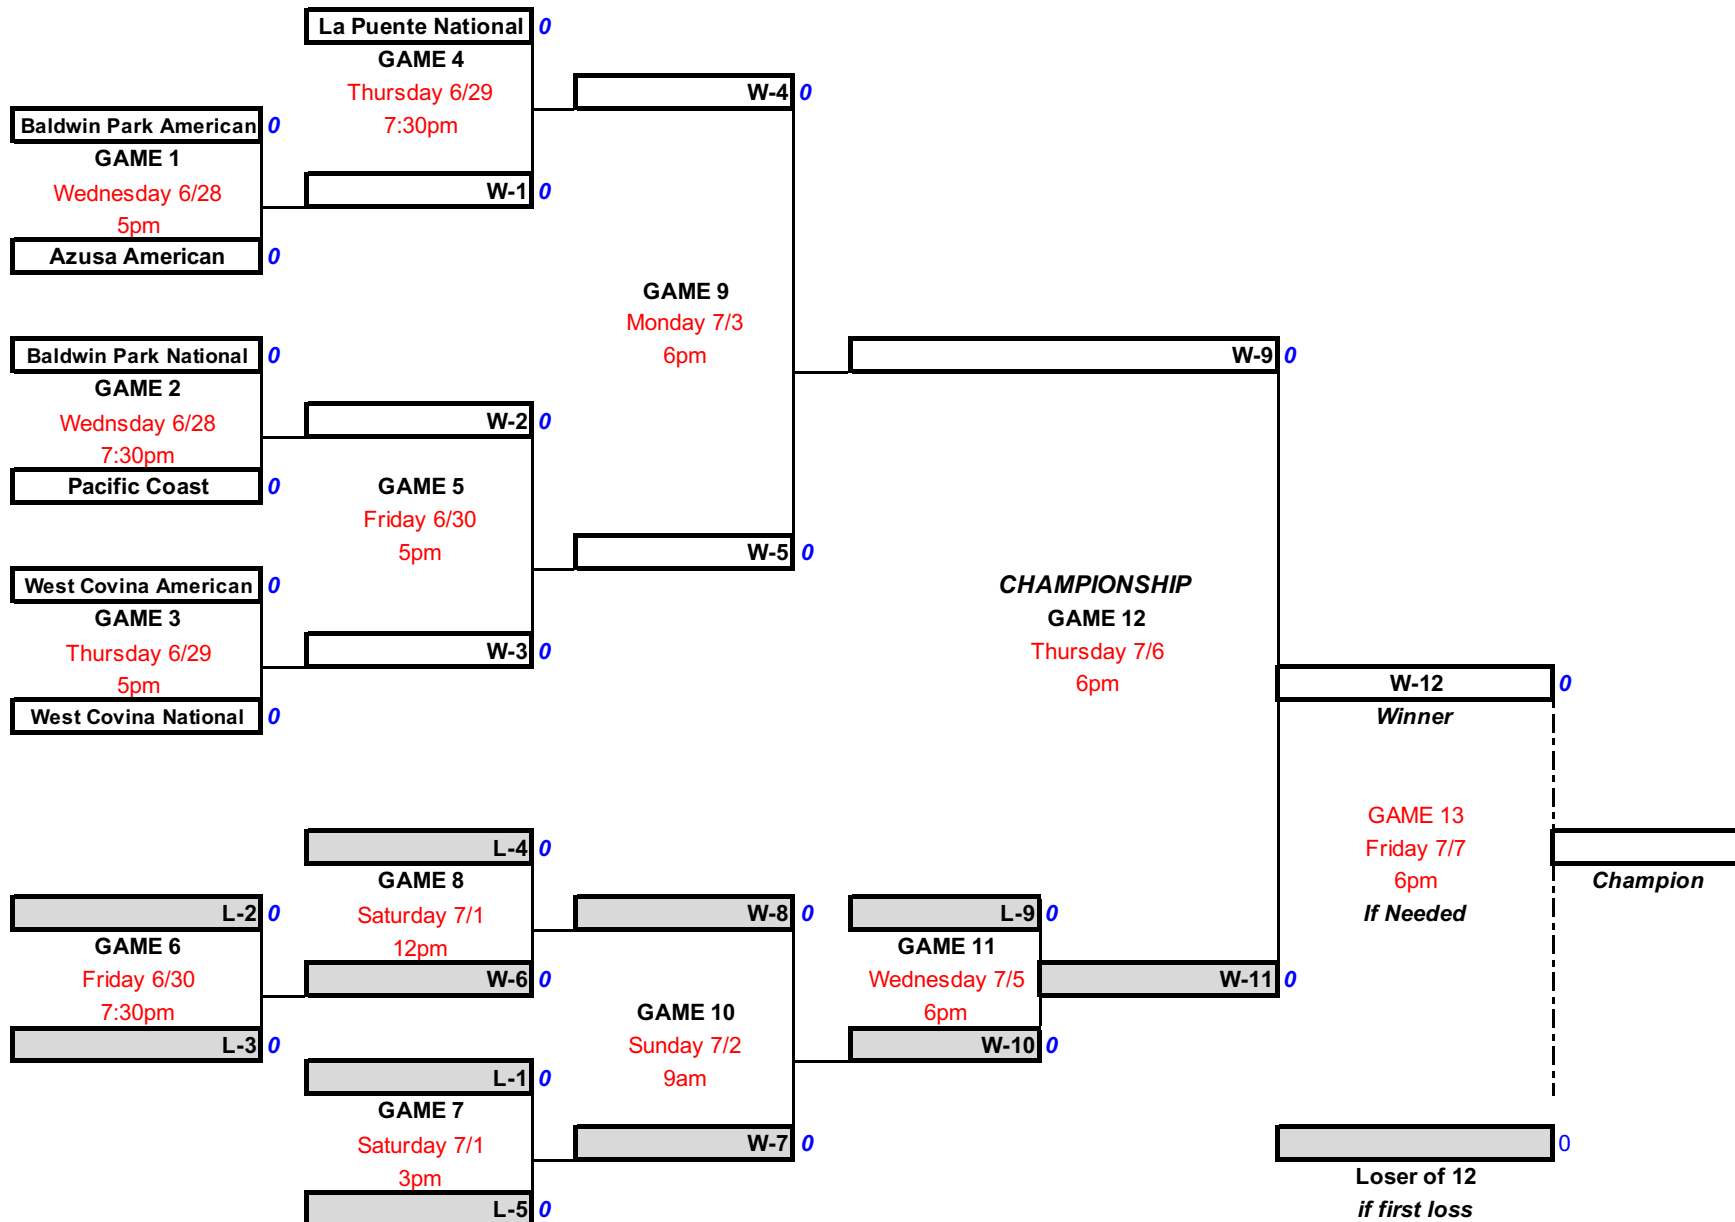 La Puente National 0
GAME 4
Thursday 6/29
7:30pm
W-4 0
Baldwin Park American 0
GAME 1
Wednesday 6/28
5pm
W-1 0
Azusa American 0
GAME 9
Monday 7/3
6pm
Baldwin Park National 0
GAME 2
Wednsday 6/28
7:30pm
W-9 0
W-2 0
Pacific Coast 0
GAME 5
Friday 6/30
5pm
W-5 0
West Covina American 0
GAME 3
Thursday 6/29
5pm
CHAMPIONSHIP
GAME 12
Thursday 7/6
6pm
W-3 0
West Covina National 0
W-12 0
Winner
GAME 13
Friday 7/7
6pm
If Needed
Champion
L-4 0
GAME 8
Saturday 7/1
12pm
L-2 0
GAME 6
Friday 6/30
7:30pm
W-8 0
L-9 0
GAME 11
Wednesday 7/5
6pm
W-6 0
W-11 0
GAME 10
Sunday 7/2
9am
L-3 0
W-10 0
L-1 0
GAME 7
Saturday 7/1
3pm
W-7 0
0
Loser of 12
if first loss
L-5 0